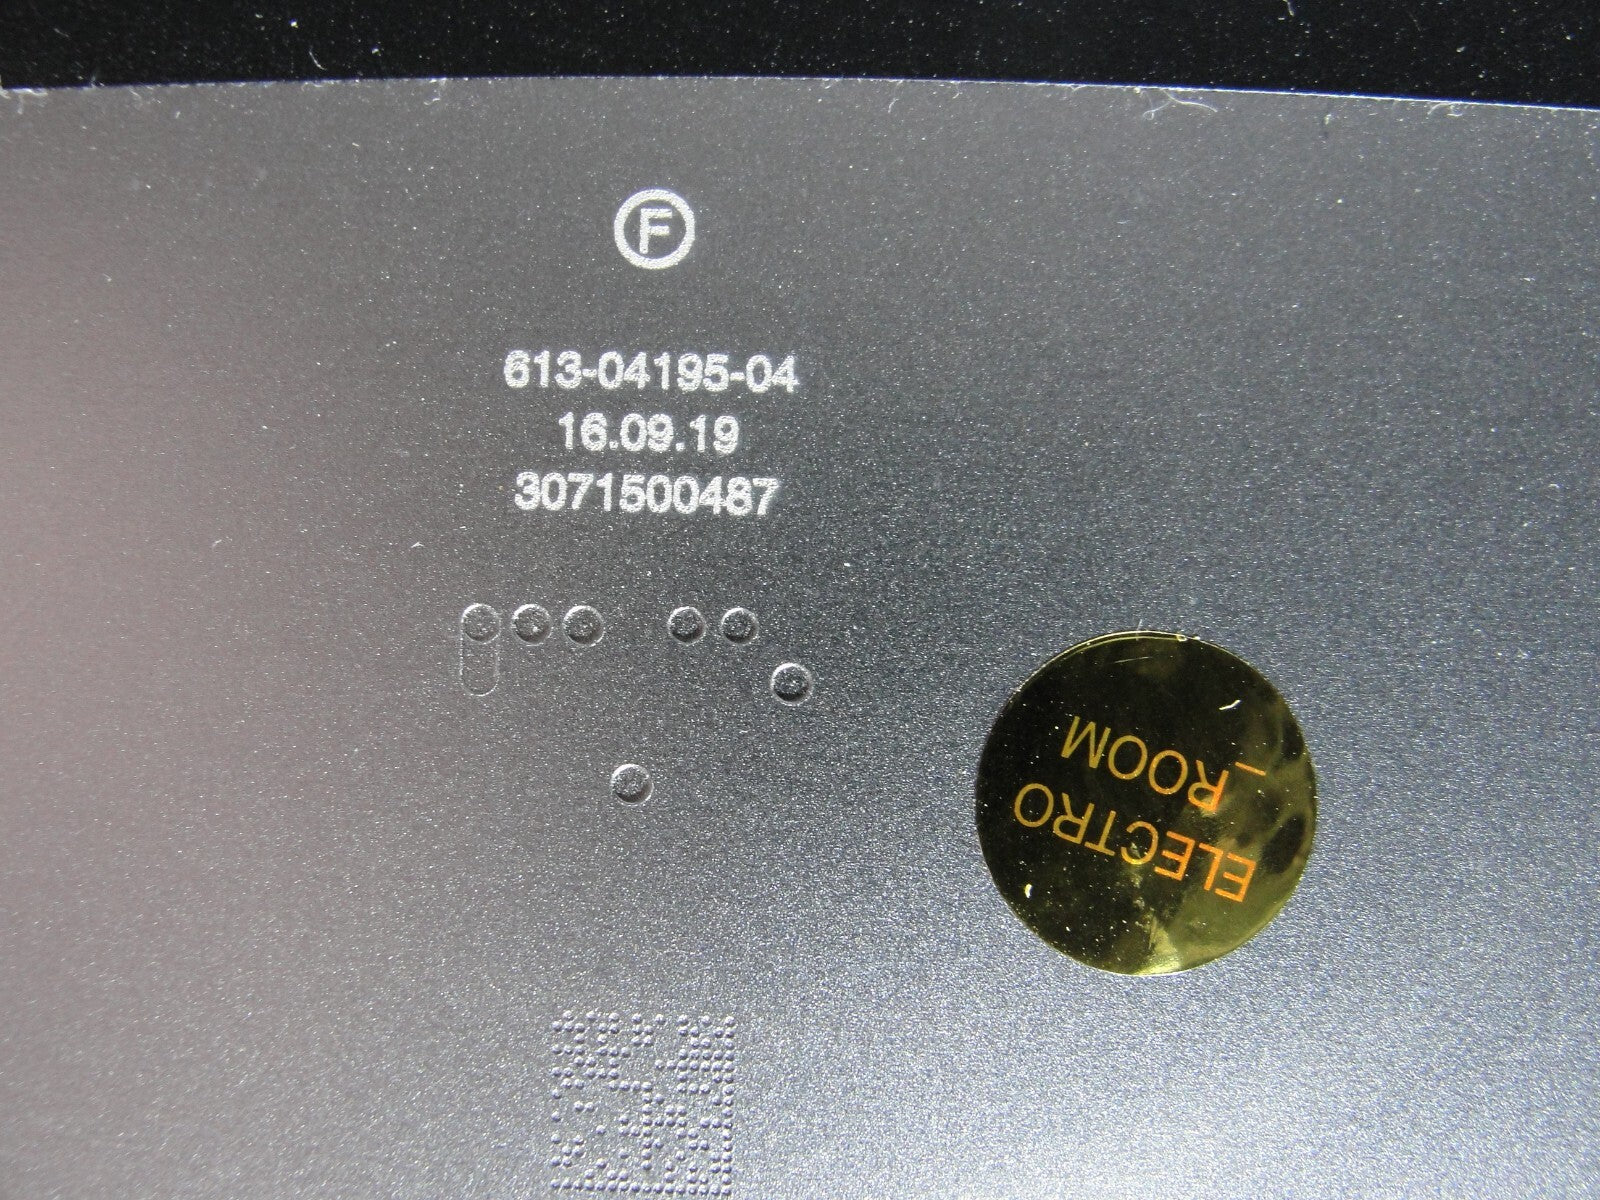 F
613-04195-04
16.09.19
3071500487
ELECTRO
_ROOM